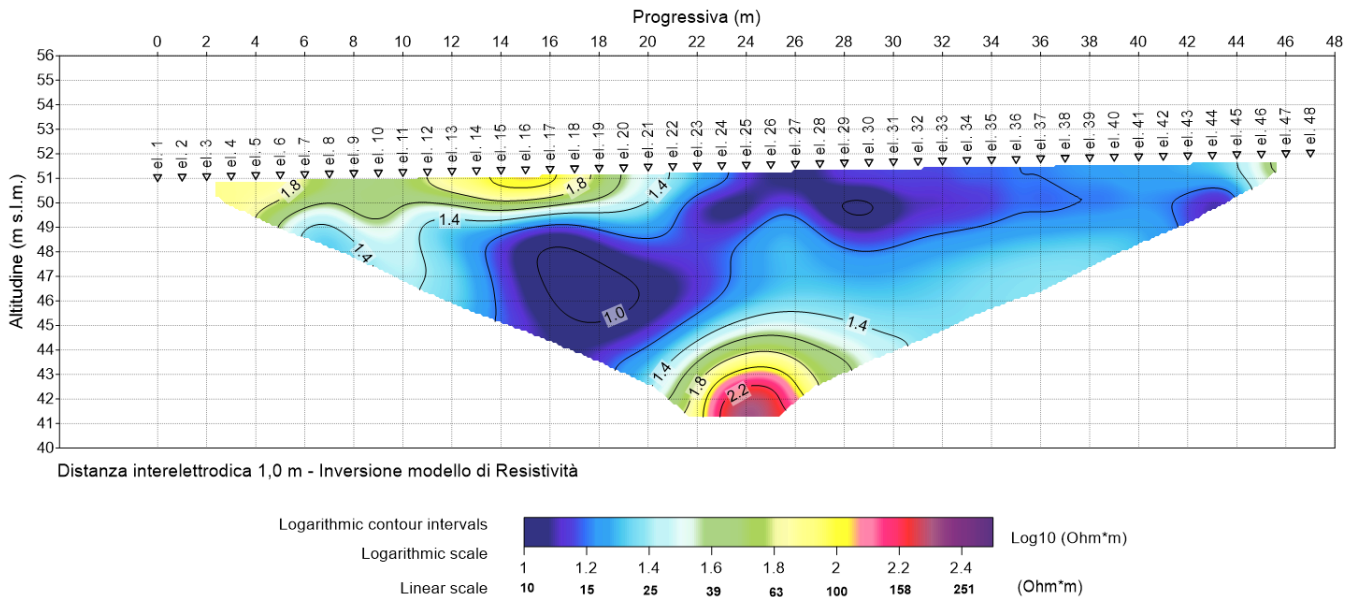 Progressiva (m)
0 2 4 6 8 10 12 14 16 18 20 22 24 26 28 30 32 34 36 38 40 42 44 46 48
Altitudine (m s.l.m.)
56
55
54
53
52
51
50
49
48
47
46
45
44
43
42
41
40
el. 1 el. 2 el. 3 el. 4 el. 5 el. 6 el. 7 el. 8 el. 9 el. 10 el. 11 el. 12 el. 13 el. 14 el. 15 el. 16 el. 17 el. 18 el. 19 el. 20 el. 21 el. 22 el. 23 el. 24 el. 25 el. 26 el. 27 el. 28 el. 29 el. 30 el. 31 el. 32 el. 33 el. 34 el. 35 el. 36 el. 37 el. 38 el. 39 el. 40 el. 41 el. 42 el. 43 el. 44 el. 45 el. 46 el. 47 el. 48
1.8
1.8
1.4
1.4
1.4
1.0
1.4
1.4
1.8
2.2
Distanza interelettrodica 1,0 m - Inversione modello di Resistività
Logarithmic contour intervals
Log10 (Ohm*m)
Logarithmic scale
1 1.2 1.4 1.6 1.8 2 2.2 2.4
Linear scale
10 15 25 39 63 100 158 251
(Ohm*m)